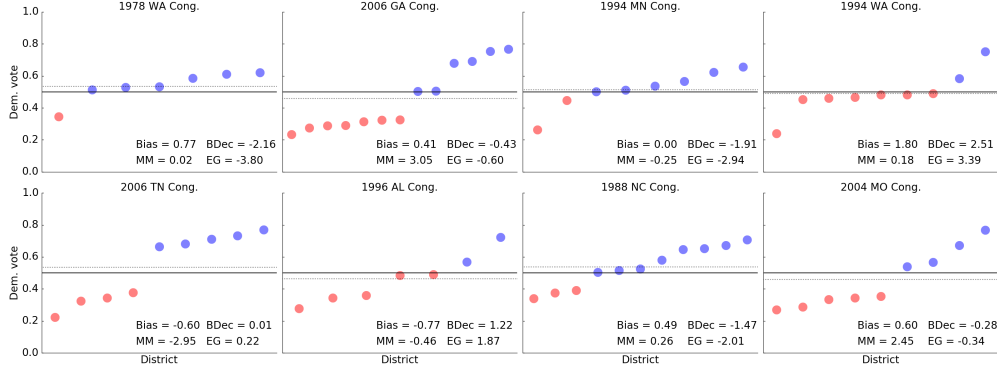 1978 WA Cong.
2006 GA Cong.
1994 MN Cong.
1994 WA Cong.
1.0
0.8
0.6
0.4
0.2
0.0
Dem. vote
Bias = 0.77 BDec = -2.16
MM = 0.02 EG = -3.80
Bias = 0.41 BDec = -0.43
MM = 3.05 EG = -0.60
Bias = 0.00 BDec = -1.91
MM = -0.25 EG = -2.94
Bias = 1.80 BDec = 2.51
MM = 0.18 EG = 3.39
2006 TN Cong.
1996 AL Cong.
1988 NC Cong.
2004 MO Cong.
1.0
0.8
0.6
0.4
0.2
0.0
Dem. vote
Bias = -0.60 BDec = 0.01
MM = -2.95 EG = 0.22
Bias = -0.77 BDec = 1.22
MM = -0.46 EG = 1.87
Bias = 0.49 BDec = -1.47
MM = 0.26 EG = -2.01
Bias = 0.60 BDec = -0.28
MM = 2.45 EG = -0.34
District
District
District
District